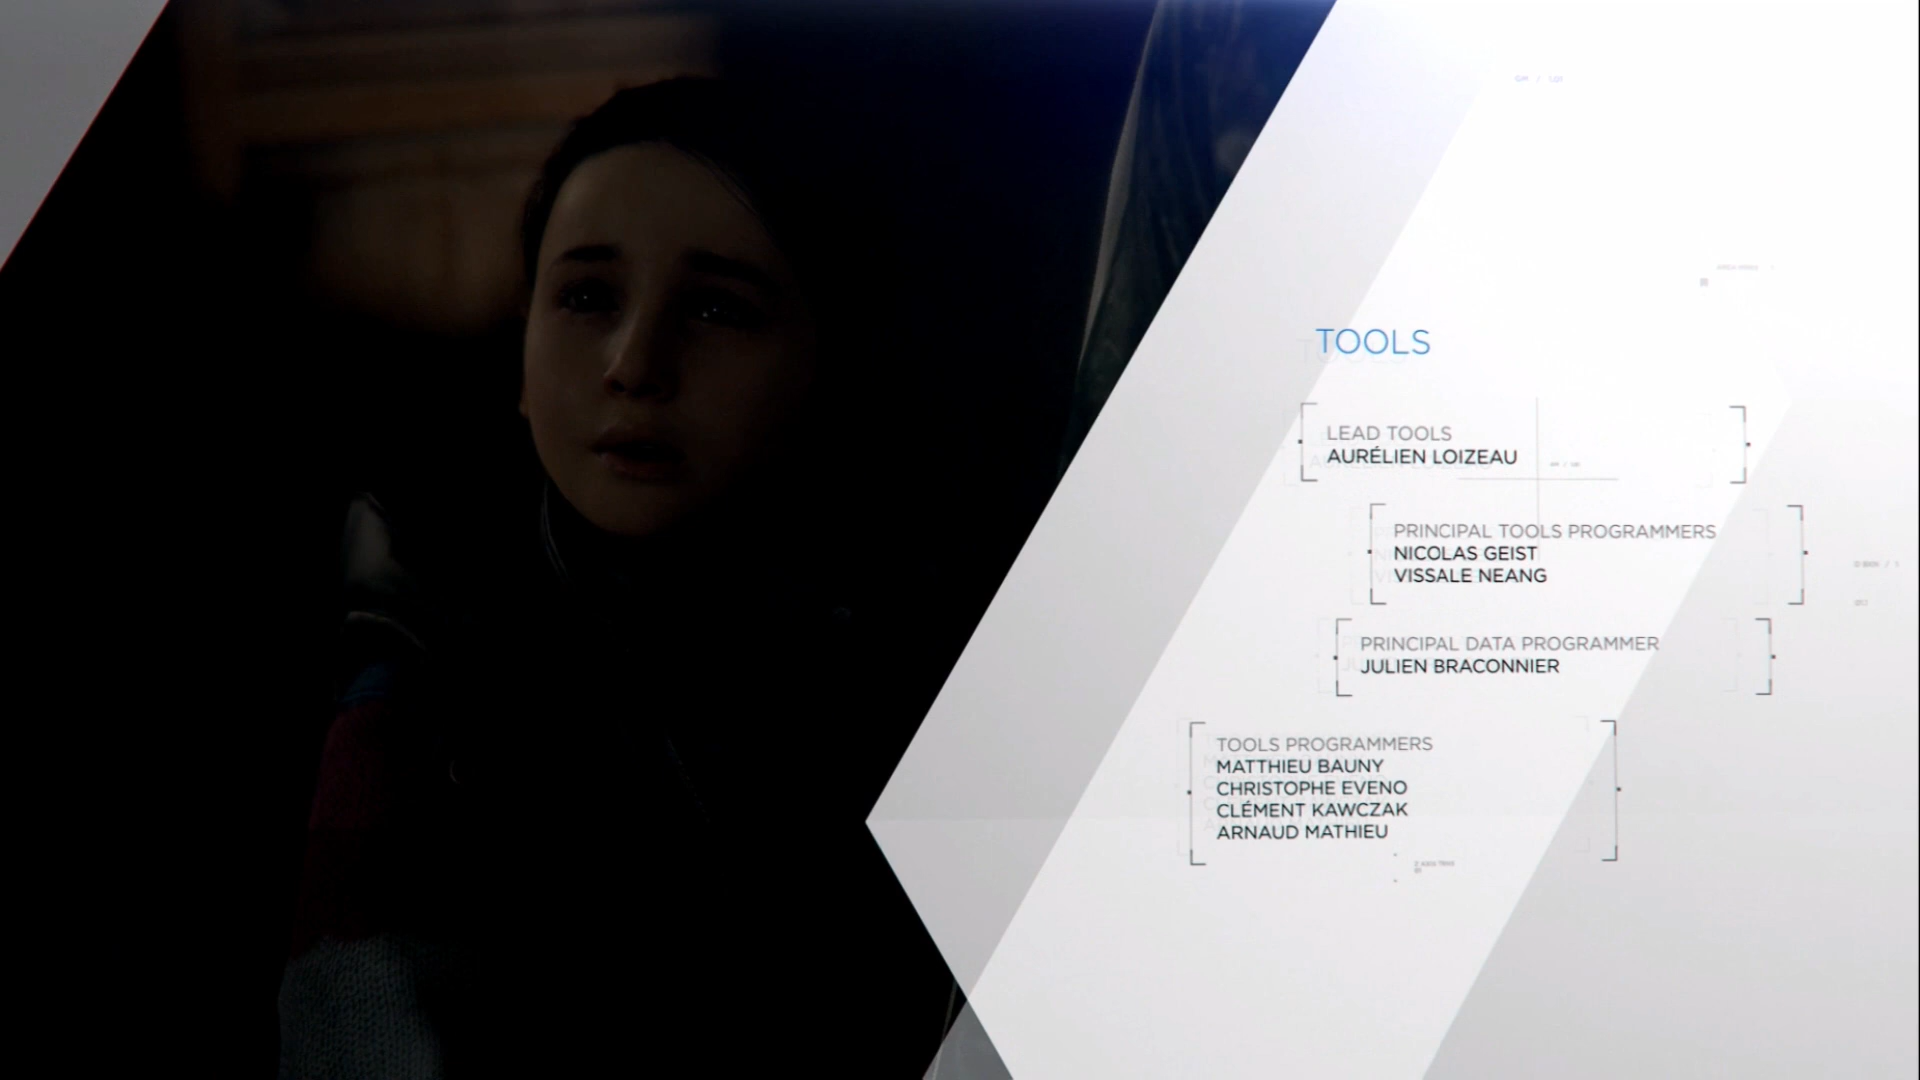 TOOLS
LEAD TOOLS
AURÉLIEN LOIZEAU
PRINCIPAL TOOLS PROGRAMMERS
NICOLAS GEIST
VISSALE NEANG
PRINCIPAL DATA PROGRAMMER
JULIEN BRACONNIER
TOOLS PROGRAMMERS
MATTHIEU BAUNY
CHRISTOPHE EVENO
CLÉMENT KAWCZAK
ARNAUD MATHIEU